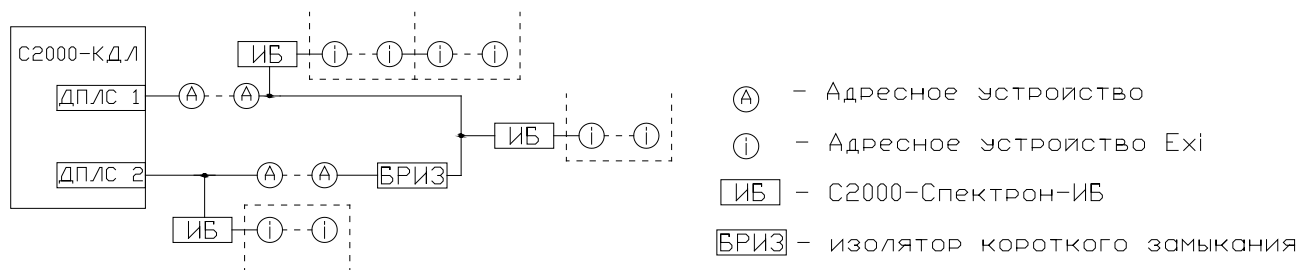 С2000-КДЛ
ДПЛС 1
А
А
ИБ
i
i
i
i
ИБ
i
i
ДПЛС 2
А
А
БРИЗ
ИБ
i
i
А - Адресное устройство
i - Адресное устройство Exi
ИБ - С2000-Спектрон-ИБ
БРИЗ - изолятор короткого замыкания